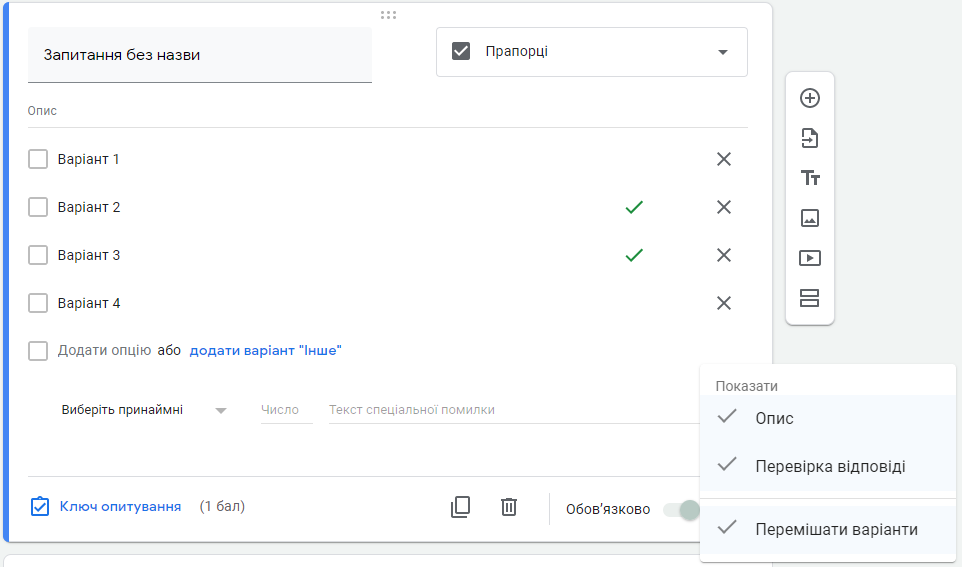 Запитання без назви
Прапорці
Опис
Варіант 1
Варіант 2
Варіант 3
Варіант 4
Додати опцію або додати варіант "Інше"
Виберіть принаймні Число Текст спеціальної помилки
Ключ опитування (1 бал) Обов'язково
Показати
Опис
Перевірка відповіді
Перемішати варіанти